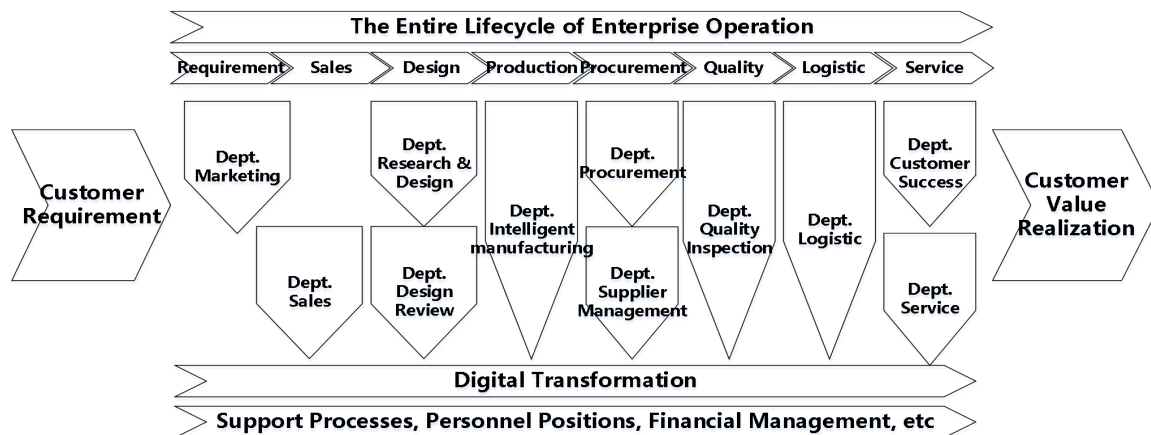 The Entire Lifecycle of Enterprise Operation
Requirement Sales Design Production Procurement Quality Logistic Service
Customer
Requirement
Dept.
Marketing
Dept.
Sales
Dept.
Research &
Design
Dept.
Design
Review
Dept.
Intelligent
manufacturing
Dept.
Procurement
Dept.
Supplier
Management
Dept.
Quality
Inspection
Dept.
Logistic
Dept.
Customer
Success
Dept.
Service
Customer
Value
Realization
Digital Transformation
Support Processes, Personnel Positions, Financial Management, etc